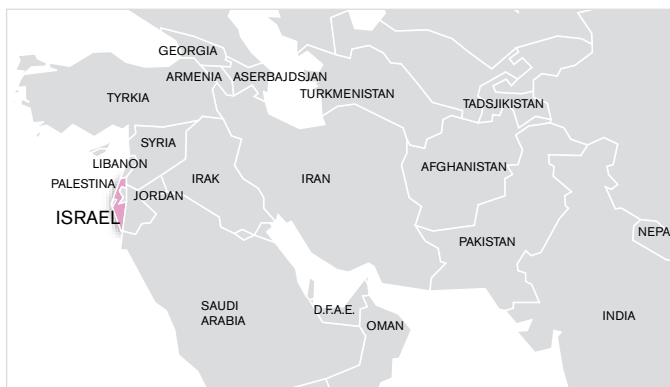 GEORGIA
ARMENIA
ASERBAJDSJAN
TYRKIA
TURKMENISTAN
TADSJIKISTAN
SYRIA
LIBANON
AFGHANISTAN
PALESTINA
IRAK
IRAN
JORDAN
ISRAEL
PAKISTAN
NEPA
SAUDI
ARABIA
D.F.A.E.
OMAN
INDIA